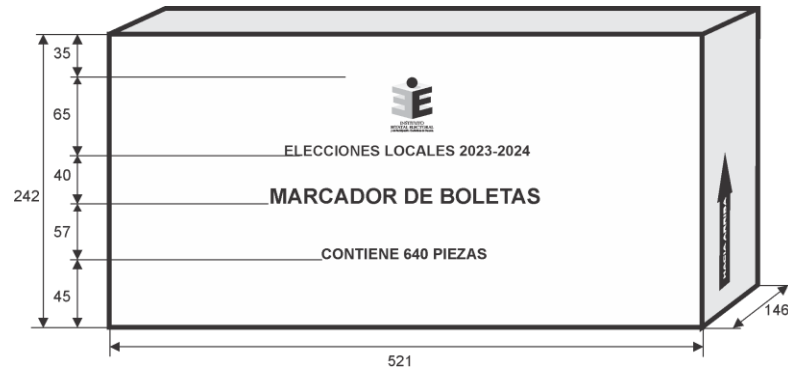 35
65
40
242
57
45
INSTITUTO
ELECCIONES LOCALES 2023-2024
MARCADOR DE BOLETAS
CONTIENE 640 PIEZAS
HACIA ARRIBA
146
521